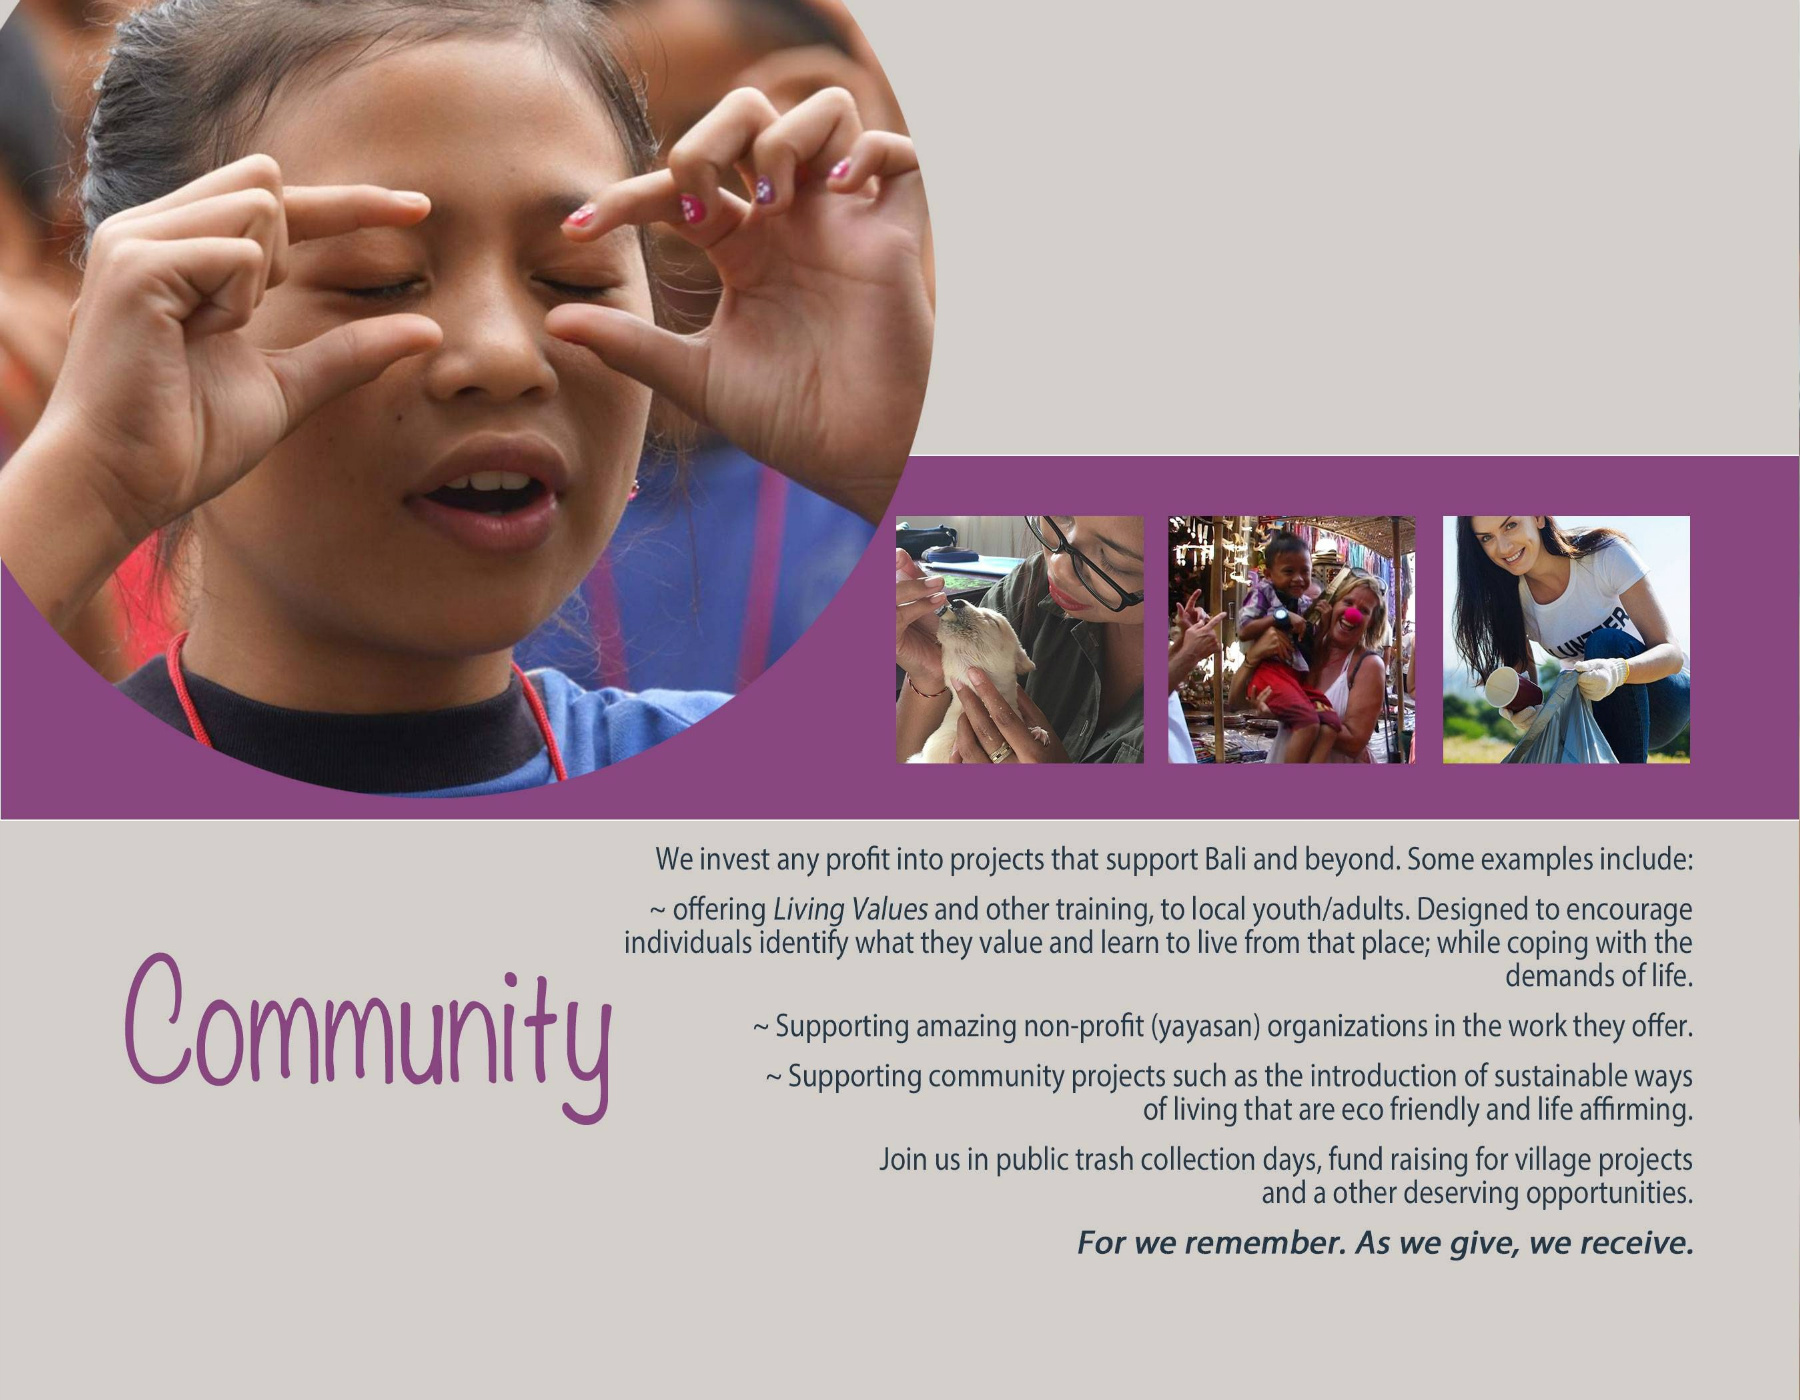 VOLUNTEER
We invest any profit into projects that support Bali and beyond. Some examples include:
~ offering Living Values and other training, to local youth/adults. Designed to encourage
individuals identify what they value and learn to live from that place; while coping with the
demands of life.
Community
~ Supporting amazing non-profit (yayasan) organizations in the work they offer.
~ Supporting community projects such as the introduction of sustainable ways
of living that are eco friendly and life affirming.
Join us in public trash collection days, fund raising for village projects
and a other deserving opportunities.
For we remember. As we give, we receive.